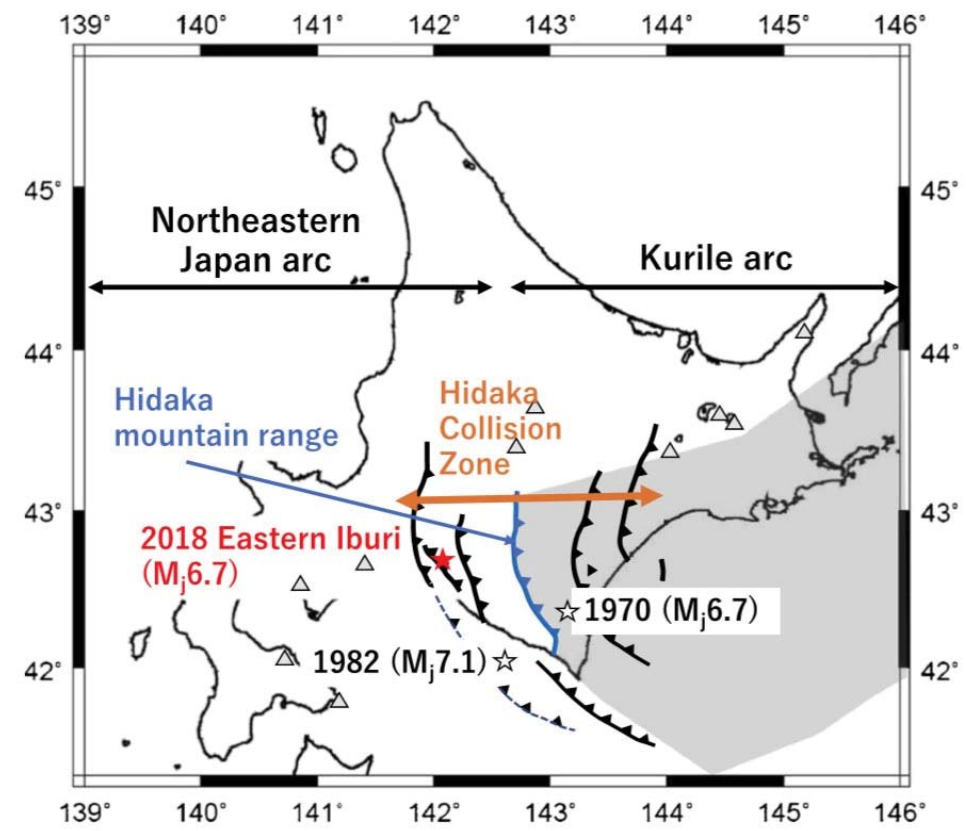 139° 140° 141° 142° 143° 144° 145° 146°
45° 45°
Northeastern
Japan arc
Kurile arc
44° 44°
Hidaka
mountain range
Hidaka
Collision
Zone
43° 43°
2018 Eastern Iburi
(Mj6.7)
1970 (Mj6.7)
1982 (Mj7.1)
42° 42°
139° 140° 141° 142° 143° 144° 145° 146°